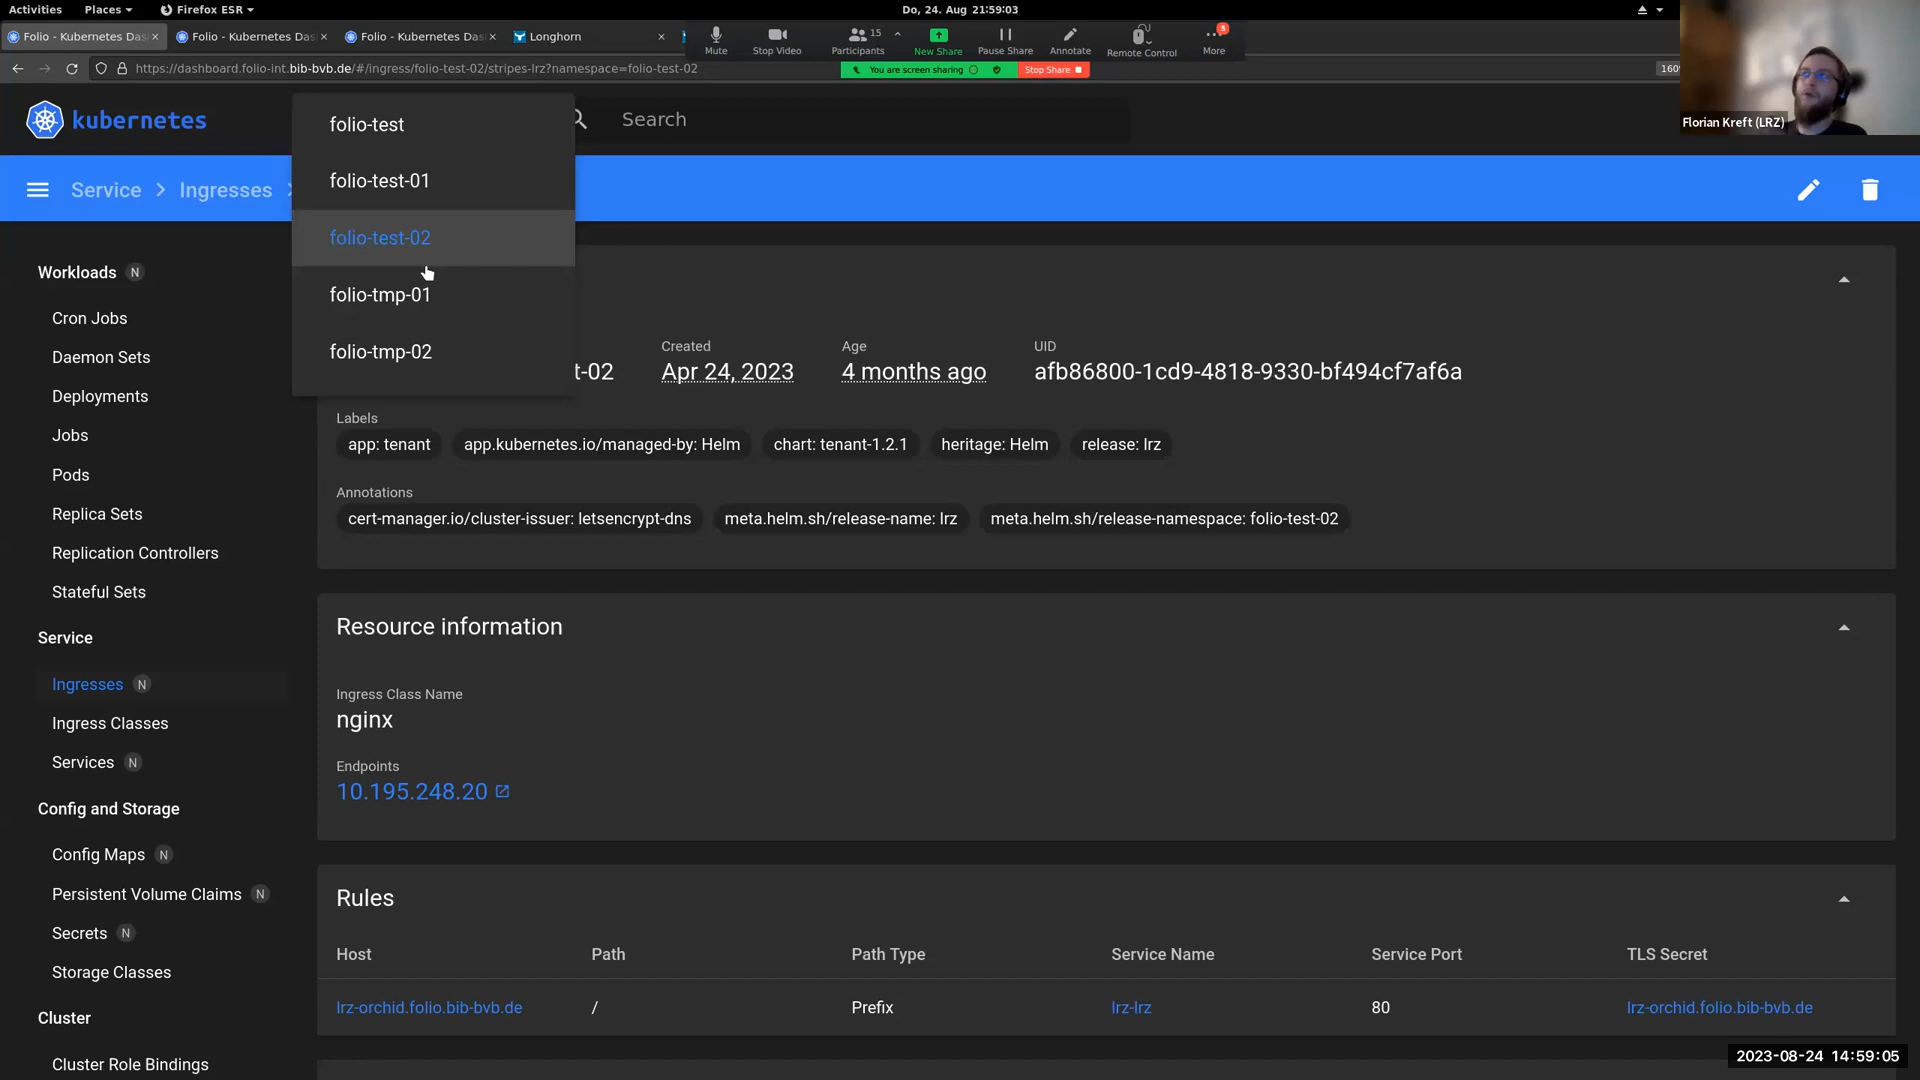 Activities Places Firefox ESR Do, 24. Aug 21:59:03
Folio - Kubernetes Das Folio - Kubernetes Das Folio - Kubernetes Das Longhorn
Mute Stop Video Participants 15 New Share Pause Share Annotate Remote Control More 5
https://dashboard.folio-int.bib-bvb.de/#/ingress/folio-test-02/stripes-lrz?namespace=folio-test-02
You are screen sharing Stop Share
160
Florian Kreft (LRZ)
kubernetes
Search
folio-test
folio-test-01
folio-test-02
folio-tmp-01
folio-tmp-02
Service Ingresses
Workloads N
Cron Jobs
Daemon Sets
Deployments
Jobs
Pods
Replica Sets
Replication Controllers
Stateful Sets
Service
Ingresses N
Ingress Classes
Services N
Config and Storage
Config Maps N
Persistent Volume Claims N
Secrets N
Storage Classes
Cluster
Cluster Role Bindings
Created Age UID
t-02 Apr 24, 2023 4 months ago afb86800-1cd9-4818-9330-bf494cf7af6a
Labels
app: tenant app.kubernetes.io/managed-by: Helm chart: tenant-1.2.1 heritage: Helm release: lrz
Annotations
cert-manager.io/cluster-issuer: letsencrypt-dns meta.helm.sh/release-name: lrz meta.helm.sh/release-namespace: folio-test-02
Resource information
Ingress Class Name
nginx
Endpoints
10.195.248.20
Rules
Host Path Path Type Service Name Service Port TLS Secret
lrz-orchid.folio.bib-bvb.de / Prefix lrz-lrz 80 lrz-orchid.folio.bib-bvb.de
2023-08-24 14:59:05